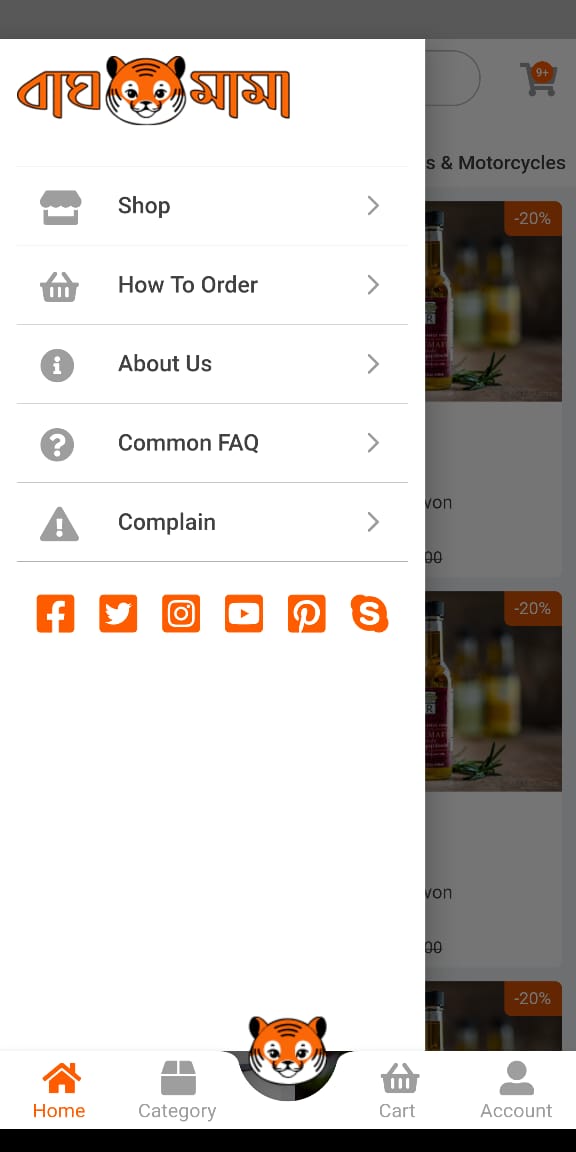 বাঘ মামা
9+
s & Motorcycles
Shop
-20%
How To Order
About Us
Common FAQ
von
Complain
00
-20%
von
00
-20%
Home
Category
Cart
Account